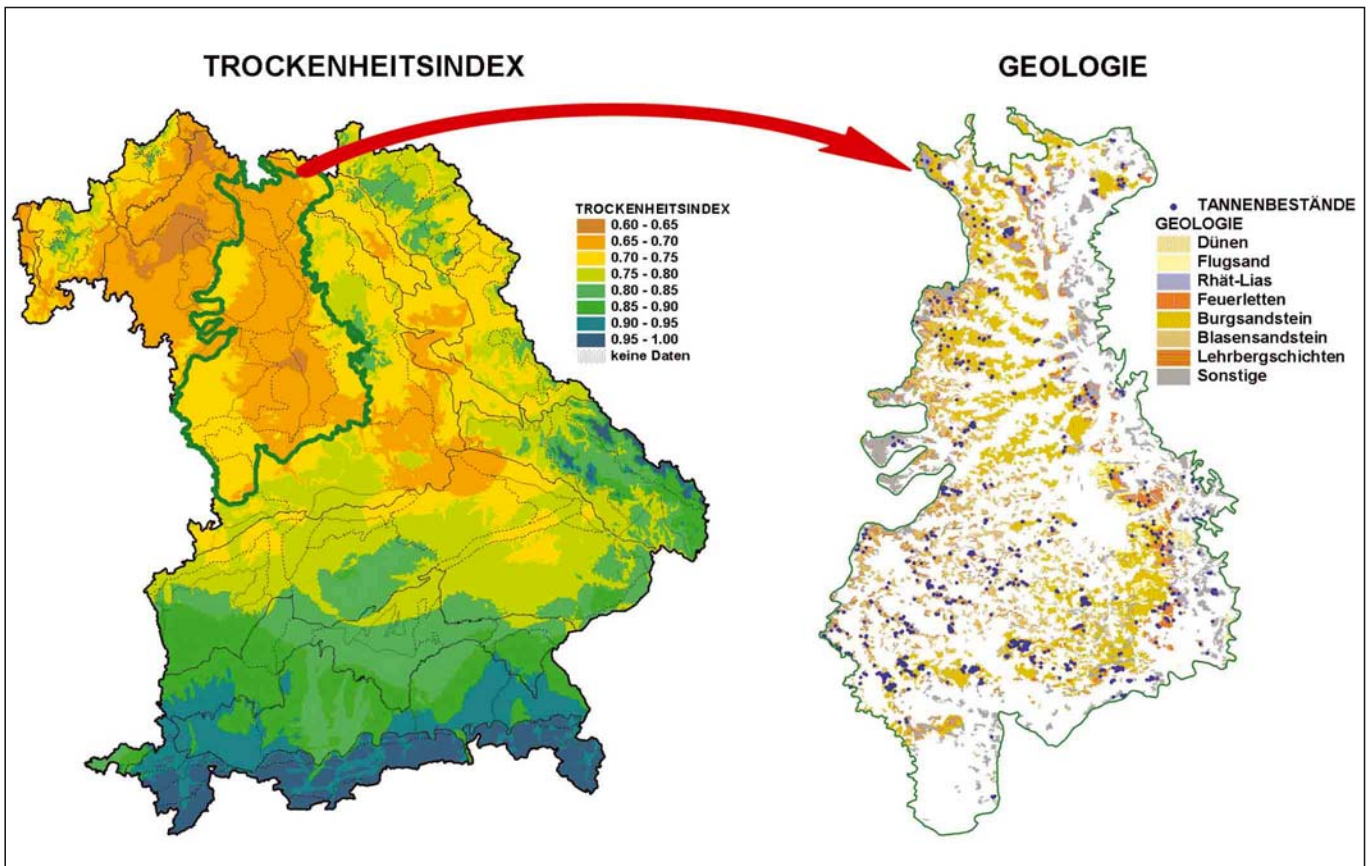 TROCKENHEITSINDEX
GEOLOGIE
TROCKENHEITSINDEX
0.60 - 0.65
0.65 - 0.70
0.70 - 0.75
0.75 - 0.80
0.80 - 0.85
0.85 - 0.90
0.90 - 0.95
0.95 - 1.00
keine Daten
TANNENBESTÄNDE
GEOLOGIE
Dünen
Flugsand
Rhät-Lias
Feuerletten
Burgsandstein
Blasensandstein
Lehrbergschichten
Sonstige